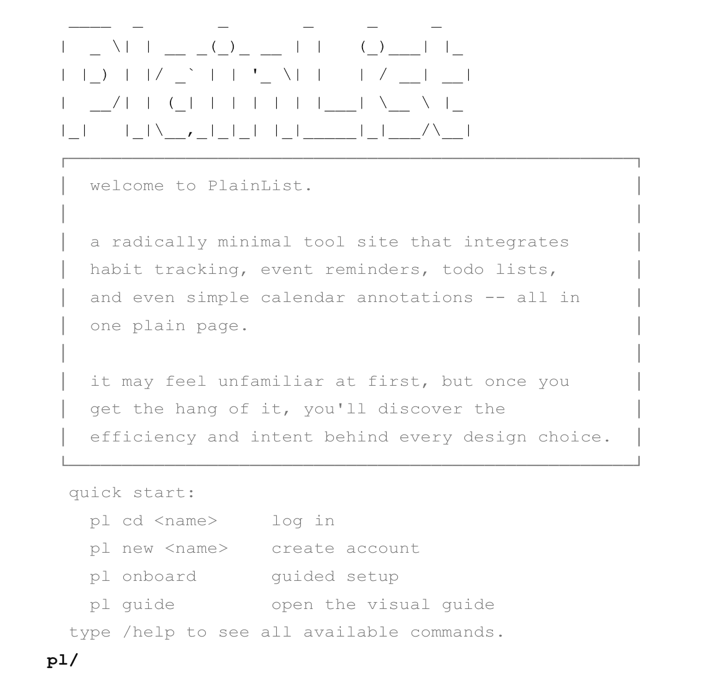 PlainList
welcome to PlainList.
a radically minimal tool site that integrates
habit tracking, event reminders, todo lists,
and even simple calendar annotations -- all in
one plain page.
it may feel unfamiliar at first, but once you
get the hang of it, you'll discover the
efficiency and intent behind every design choice.
quick start:
pl cd <name> log in
pl new <name> create account
pl onboard guided setup
pl guide open the visual guide
type /help to see all available commands.
pl/